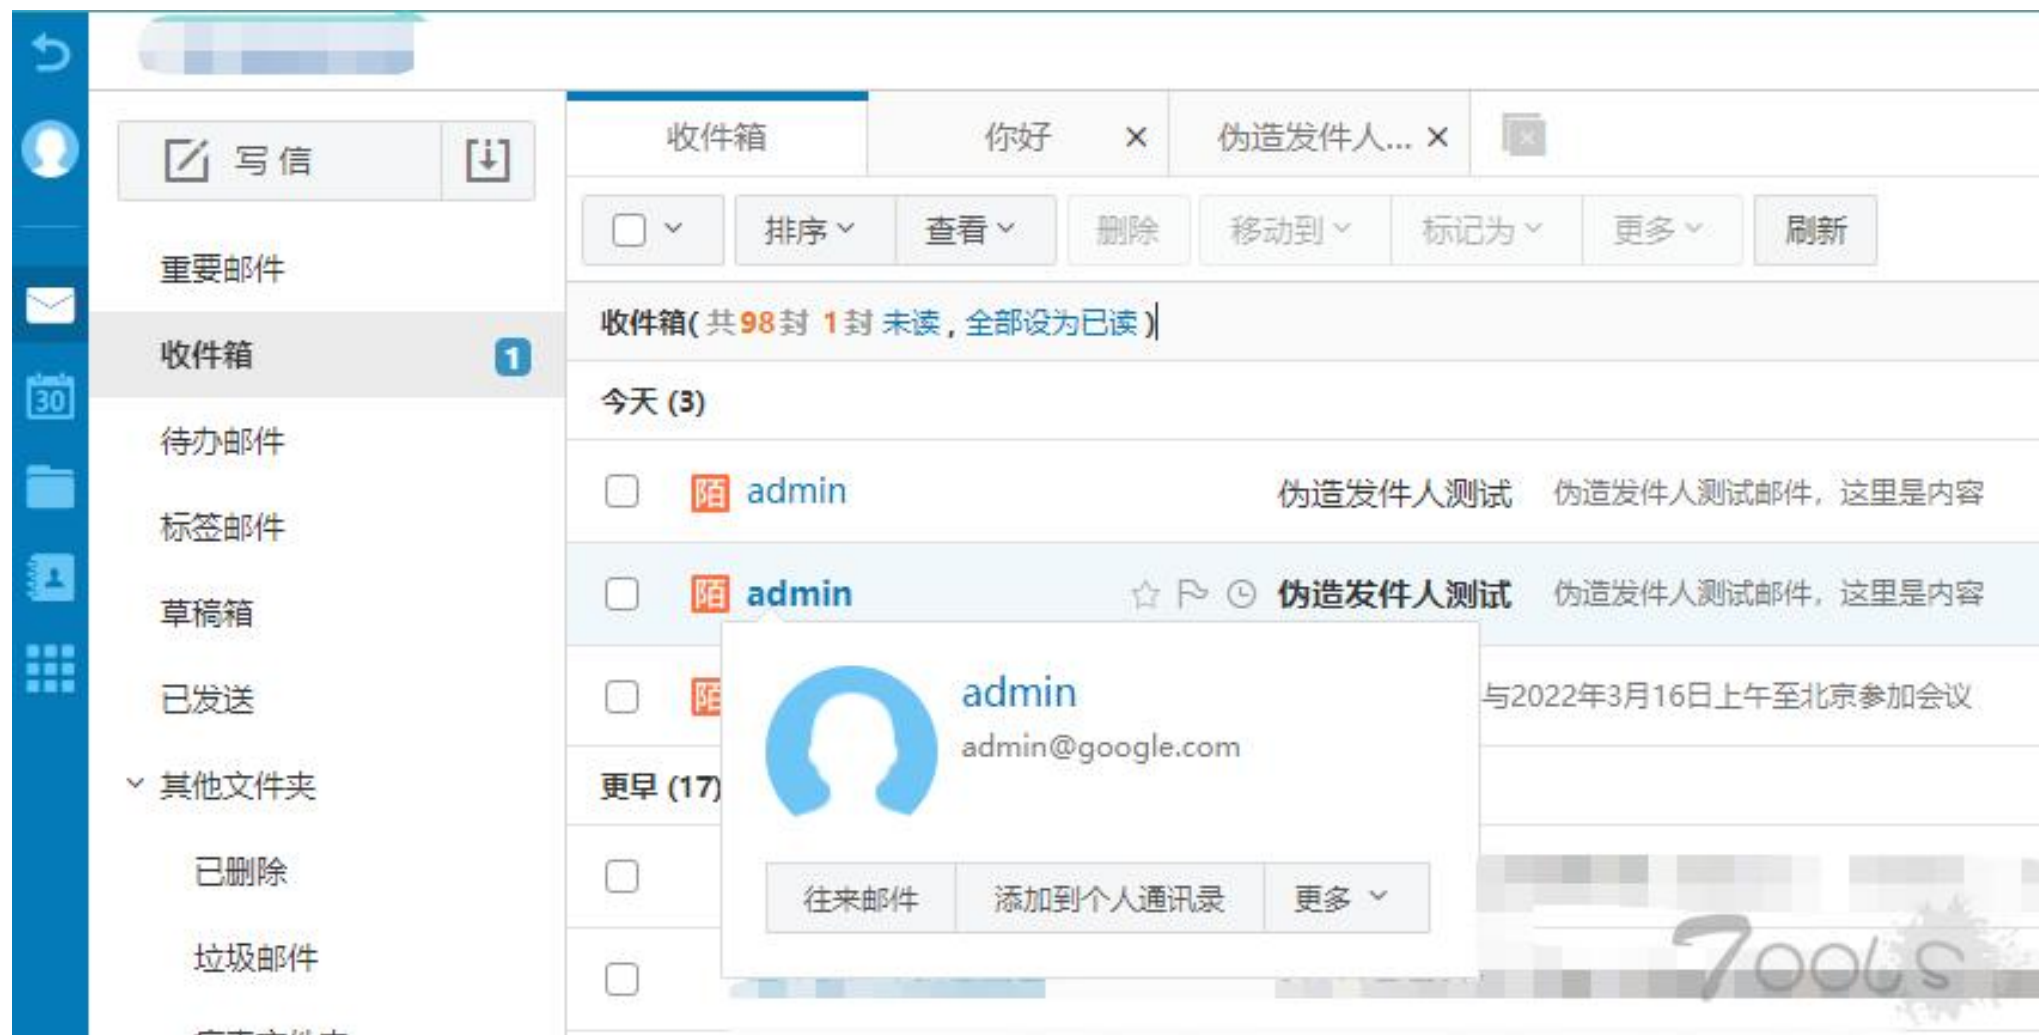 写信
重要邮件
收件箱 1
30
待办邮件
标签邮件
草稿箱
已发送
其他文件夹
已删除
垃圾邮件
收件箱 你好 × 伪造发件人... ×
排序 查看 删除 移动到 标记为 更多 刷新
收件箱(共98封 1封 未读,全部设为已读)
今天 (3)
陌 admin 伪造发件人测试 伪造发件人测试邮件，这里是内容
陌 admin 伪造发件人测试 伪造发件人测试邮件，这里是内容
与2022年3月16日上午至北京参加会议
更早 (17)
admin
admin@google.com
往来邮件 添加到个人通讯录 更多
7ools